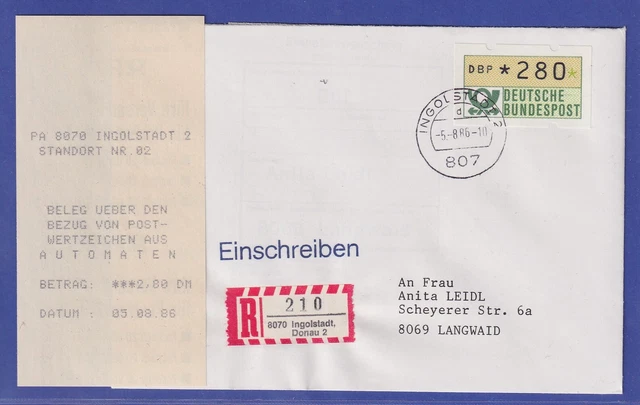 PA 8070 INGOLSTADT 2
STANDORT NR.02
BELEG UEBER DEN
BEZUG VON POST-
WERTZEICHEN AUS
A U T O M A T E N
BETRAG: ***2,80 DM
DATUM : 05.08.86
DBP *280*
DEUTSCHE
BUNDESPOST
INGOLSTADT 2
d
-5.-8.86-10
807
Einschreiben
R
210
8070 Ingolstadt,
Donau 2
An Frau
Anita LEIDL
Scheyerer Str. 6a
8069 LANGWAID